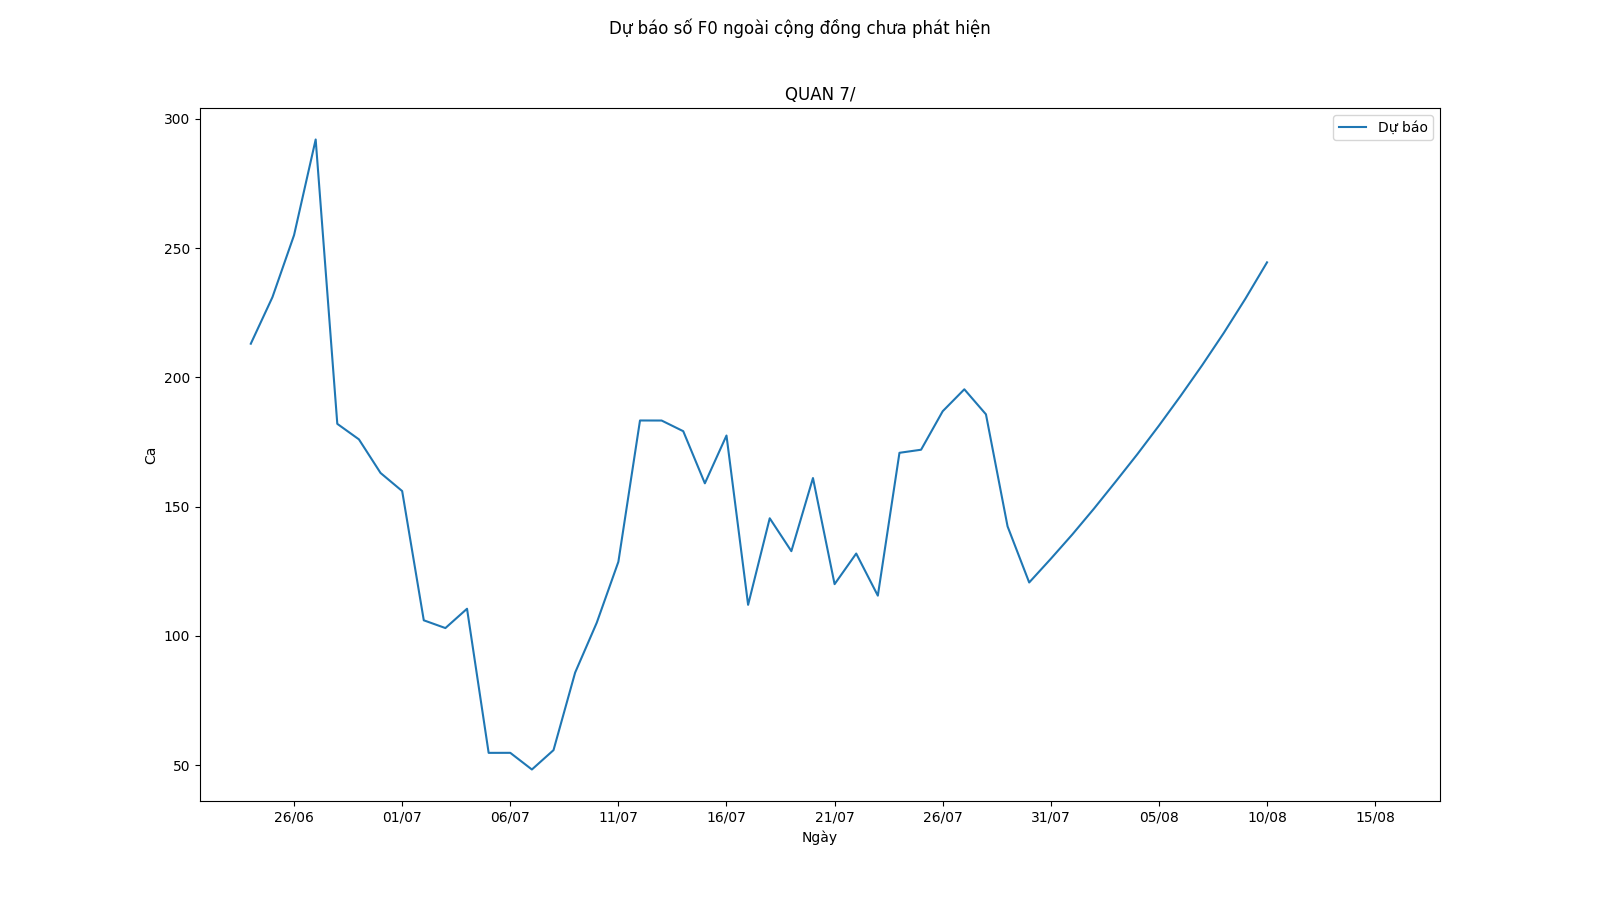 Dự báo số F0 ngoài cộng đồng chưa phát hiện
QUAN 7/
Dự báo
300
250
200
150
100
50
Ca
26/06 01/07 06/07 11/07 16/07 21/07 26/07 31/07 05/08 10/08 15/08
Ngày